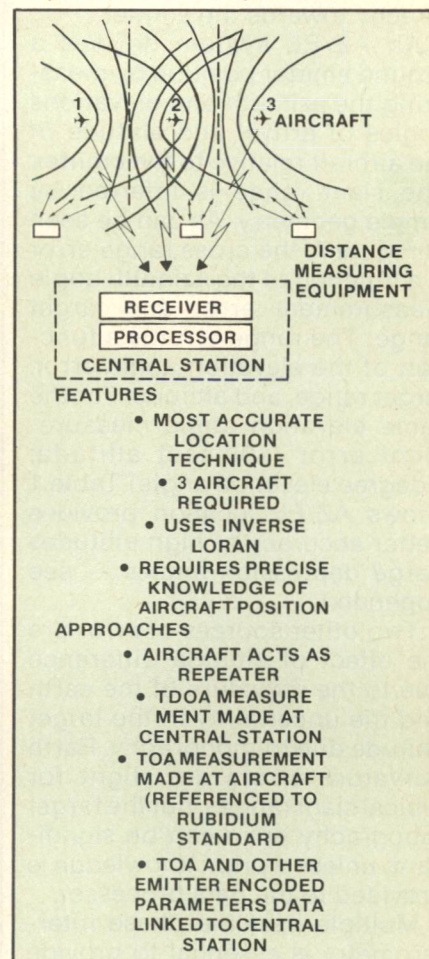 1
2
3
AIRCRAFT
DISTANCE
MEASURING
EQUIPMENT
RECEIVER
PROCESSOR
CENTRAL STATION
FEATURES
• MOST ACCURATE
LOCATION
TECHNIQUE
• 3 AIRCRAFT
REQUIRED
• USES INVERSE
LORAN
• REQUIRES PRECISE
KNOWLEDGE OF
AIRCRAFT POSITION
APPROACHES
• AIRCRAFT ACTS AS
REPEATER
• TDOA MEASURE
MENT MADE AT
CENTRAL STATION
• TOA MEASUREMENT
MADE AT AIRCRAFT
(REFERENCED TO
RUBIDIUM
STANDARD
• TOA AND OTHER
EMITTER ENCODED
PARAMETERS DATA
LINKED TO CENTRAL
STATION